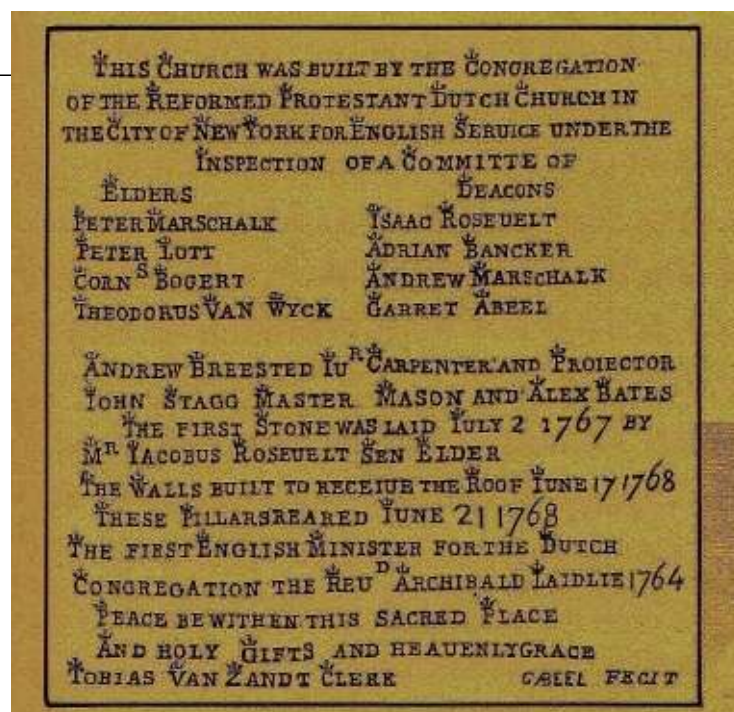 THIS CHURCH WAS BUILT BY THE CONGREGATION
OF THE REFORMED PROTESTANT DUTCH CHURCH IN
THE CITY OF NEW YORK FOR ENGLISH SERUICE UNDER THE
INSPECTION OF A COMMITTE OF
ELDERS DEACONS
PETER MARSCHALK ISAAC ROSEUELT
PETER LOTT ADRIAN BANCKER
CORNS BOGERT ANDREW MARSCHALK
THEODORUS VAN WYCK GARRET ABEEL
ANDREW BREESTED IUR CARPENTER AND PROIECTOR
IOHN STAGG MASTER MASON AND ALEX BATES
THE FIRST STONE WAS LAID IULY 2 1767 BY
MR IACOBUS ROSEUELT SEN ELDER
THE WALLS BUILT TO RECEIUE THE ROOF IUNE 17 1768
THESE PILLARS REARED IUNE 21 1768
THE FIRST ENGLISH MINISTER FOR THE DUTCH
CONGREGATION THE REUD ARCHIBALD LAIDLIE 1764
PEACE BE WITHEN THIS SACRED PLACE
AND HOLY GIFTS AND HEAUENLY GRACE
TOBIAS VAN ZANDT CLERK GABEEL FECIT